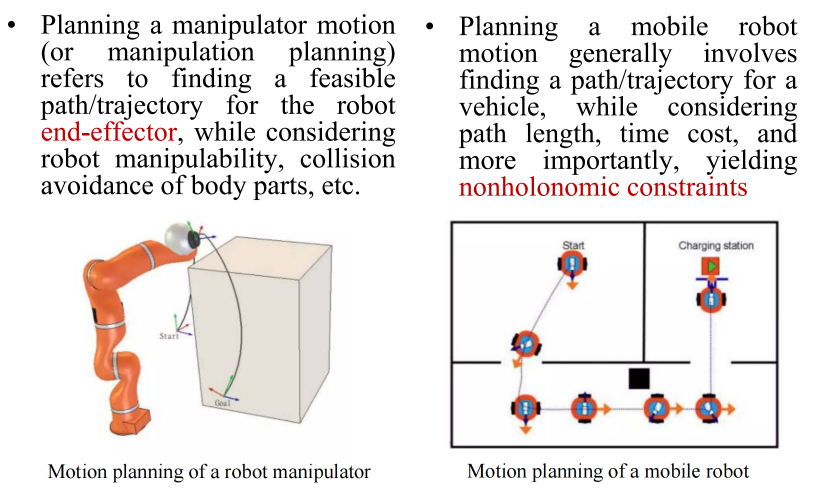 • Planning a manipulator motion
(or manipulation planning)
refers to finding a feasible
path/trajectory for the robot
end-effector, while considering
robot manipulability, collision
avoidance of body parts, etc.
Start
Goal
Motion planning of a robot manipulator
• Planning a mobile robot
motion generally involves
finding a path/trajectory for a
vehicle, while considering
path length, time cost, and
more importantly, yielding
nonholonomic constraints
Start
Charging station
Motion planning of a mobile robot